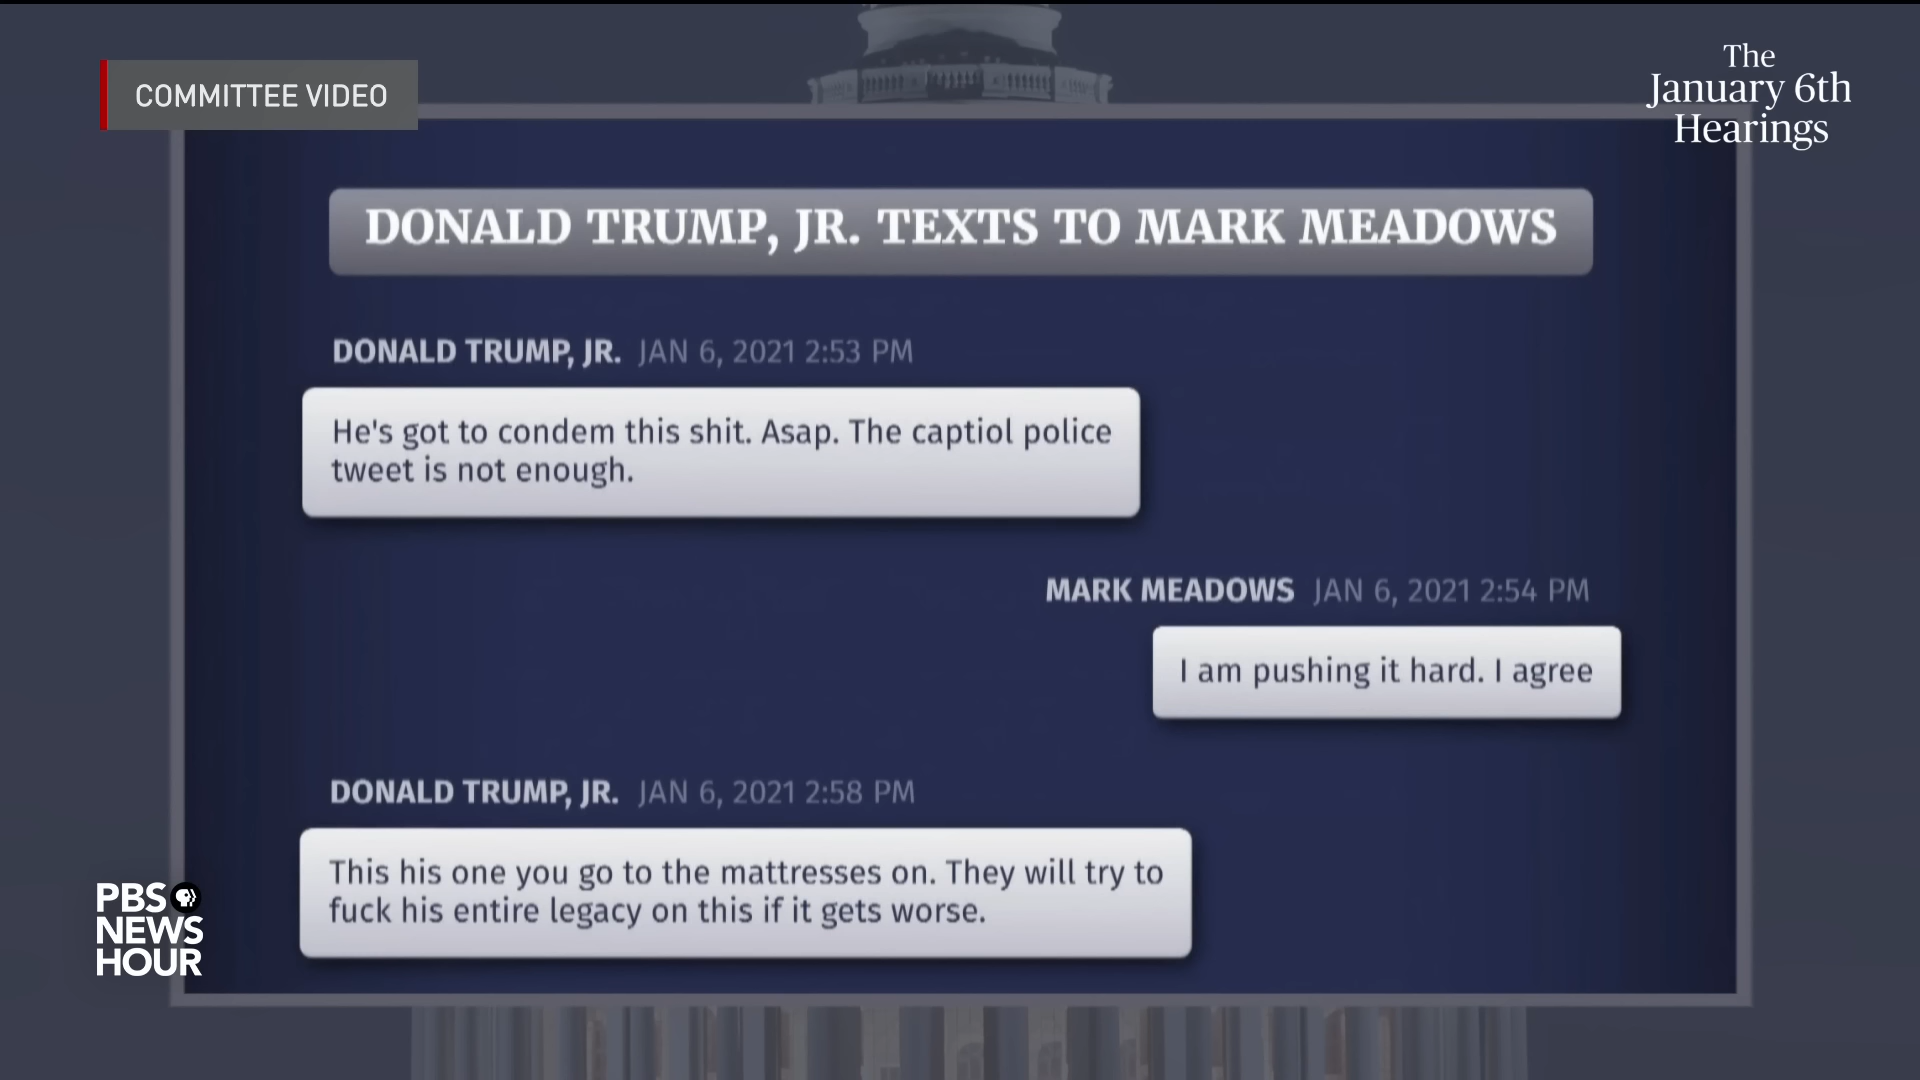 COMMITTEE VIDEO
The
January 6th
Hearings
DONALD TRUMP, JR. TEXTS TO MARK MEADOWS
DONALD TRUMP, JR. JAN 6, 2021 2:53 PM
He's got to condem this shit. Asap. The captiol police
tweet is not enough.
MARK MEADOWS JAN 6, 2021 2:54 PM
I am pushing it hard. I agree
DONALD TRUMP, JR. JAN 6, 2021 2:58 PM
This his one you go to the mattresses on. They will try to
fuck his entire legacy on this if it gets worse.
PBS
NEWS
HOUR